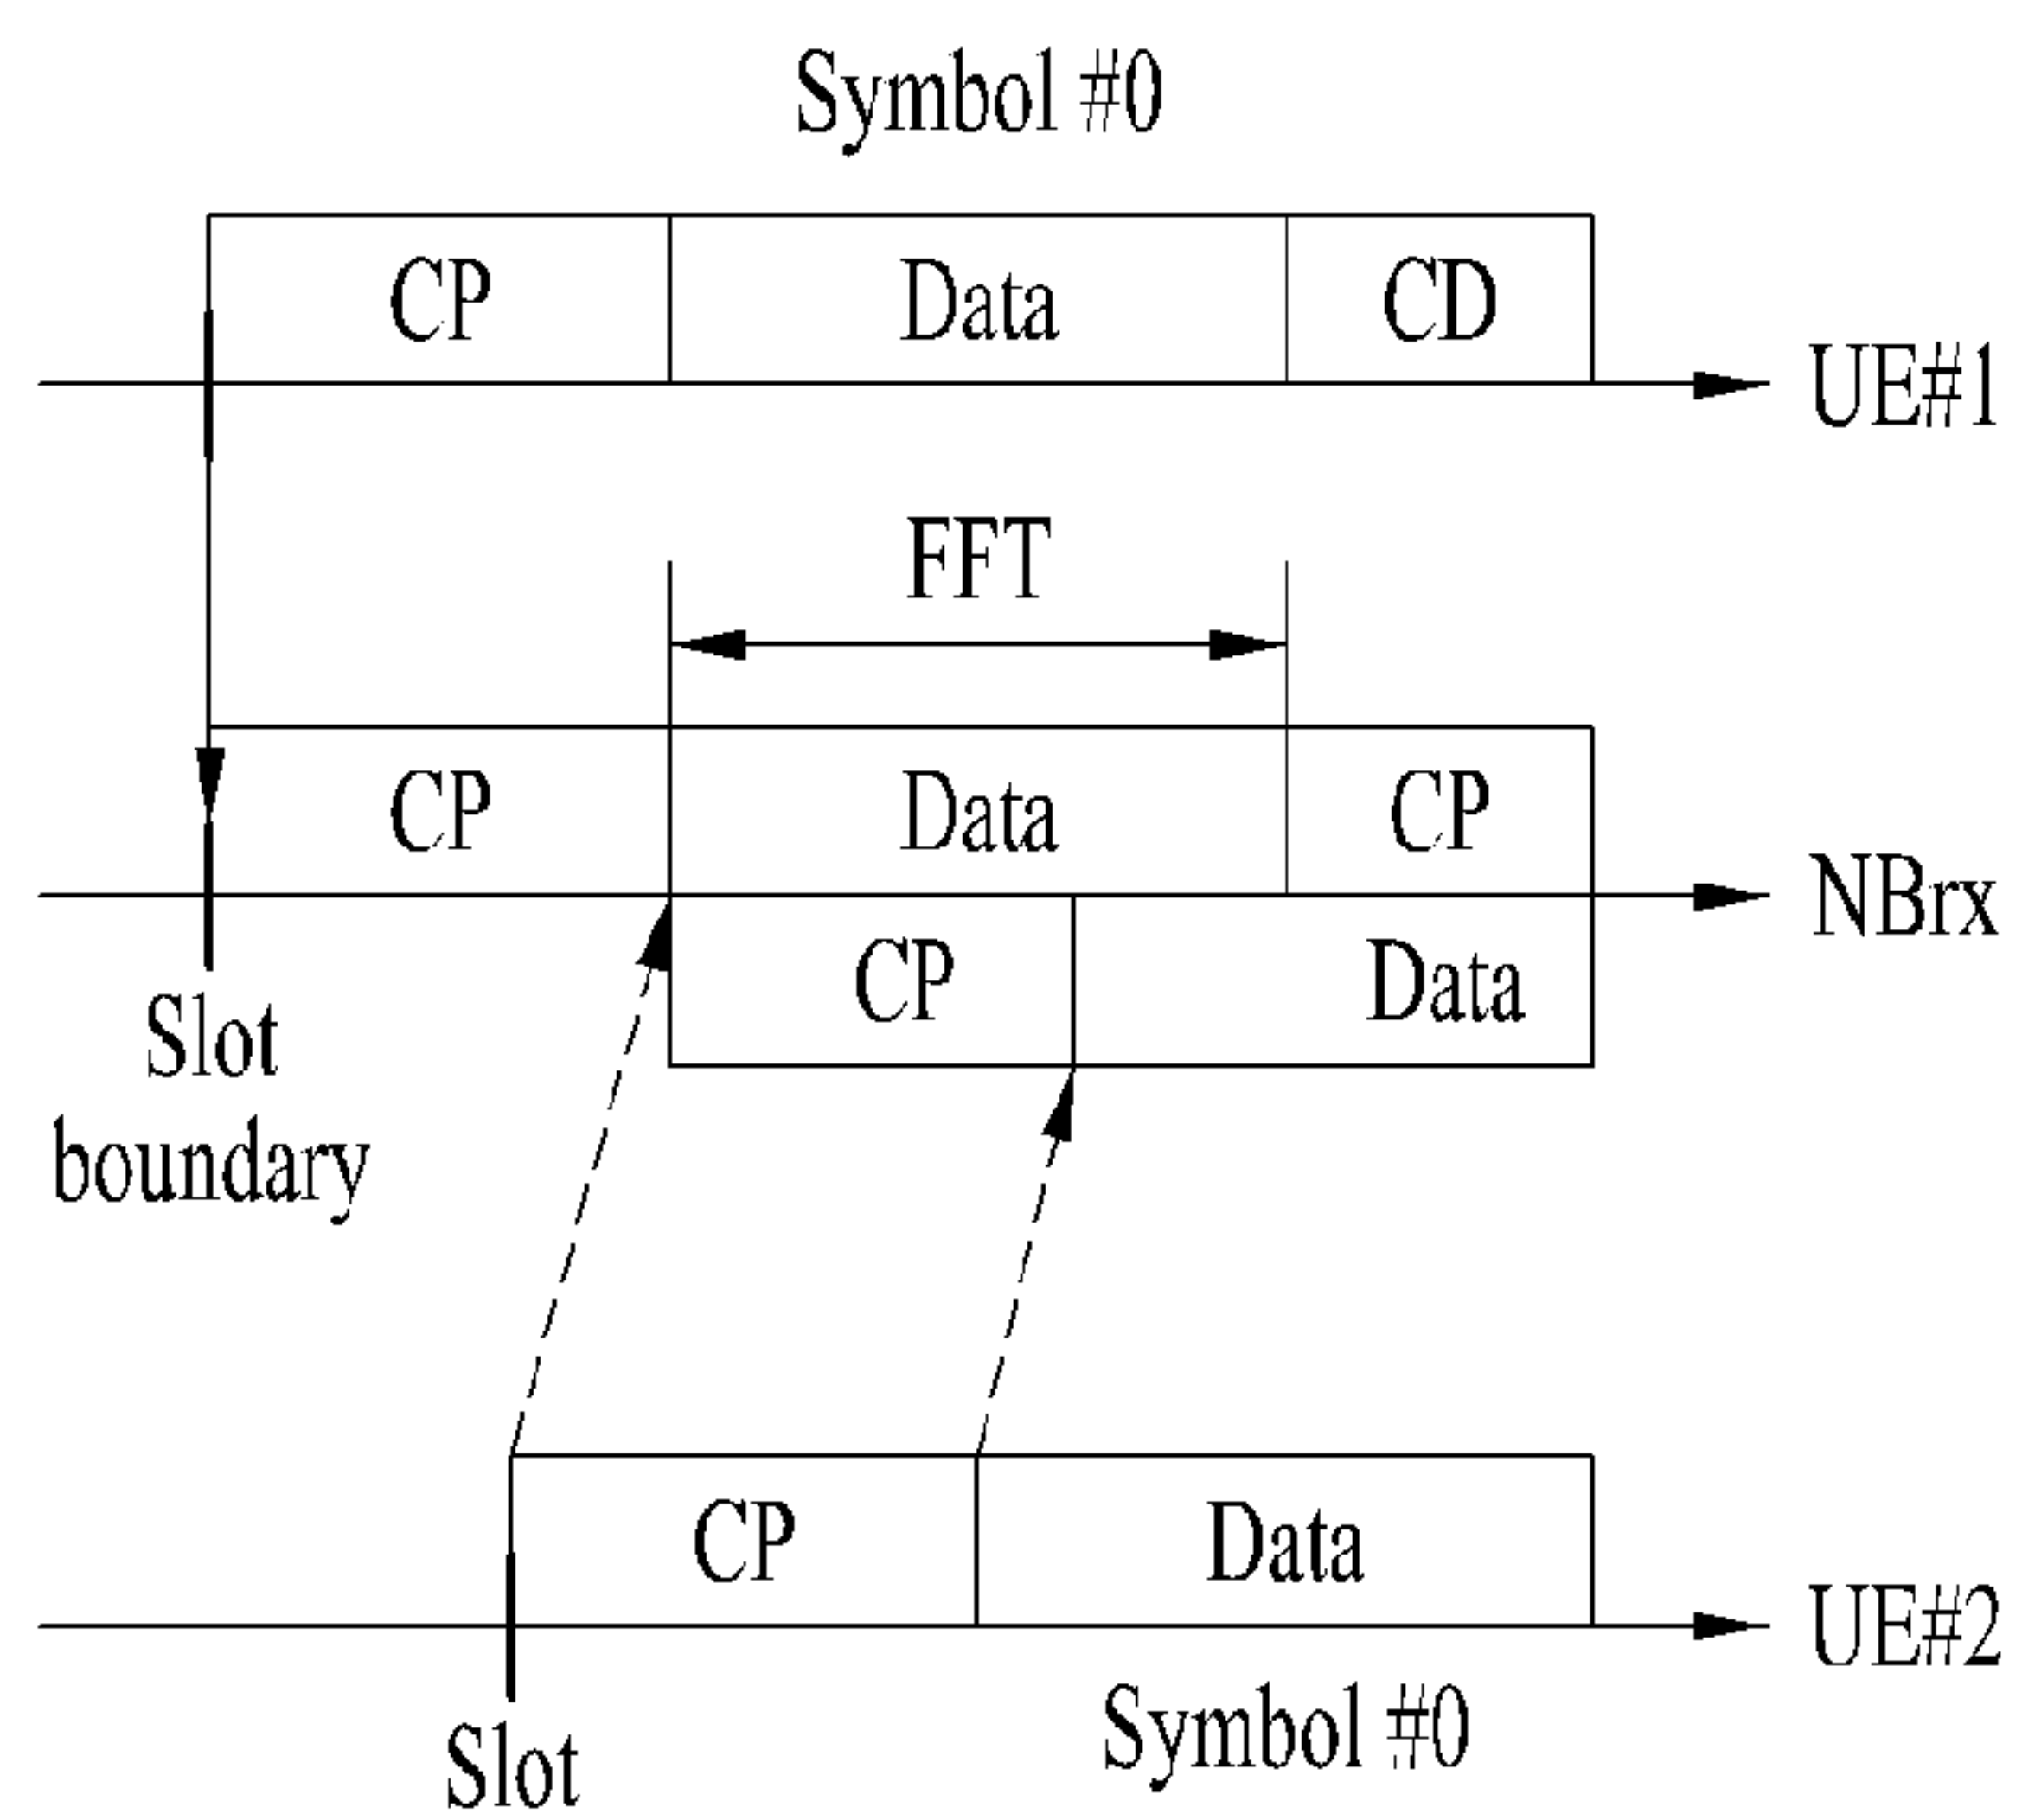 Symbol #0
CP Data CD
UE#1
FFT
CP Data CP
NBrx
CP Data
Slot
boundary
CP Data
UE#2
Symbol #0
Slot